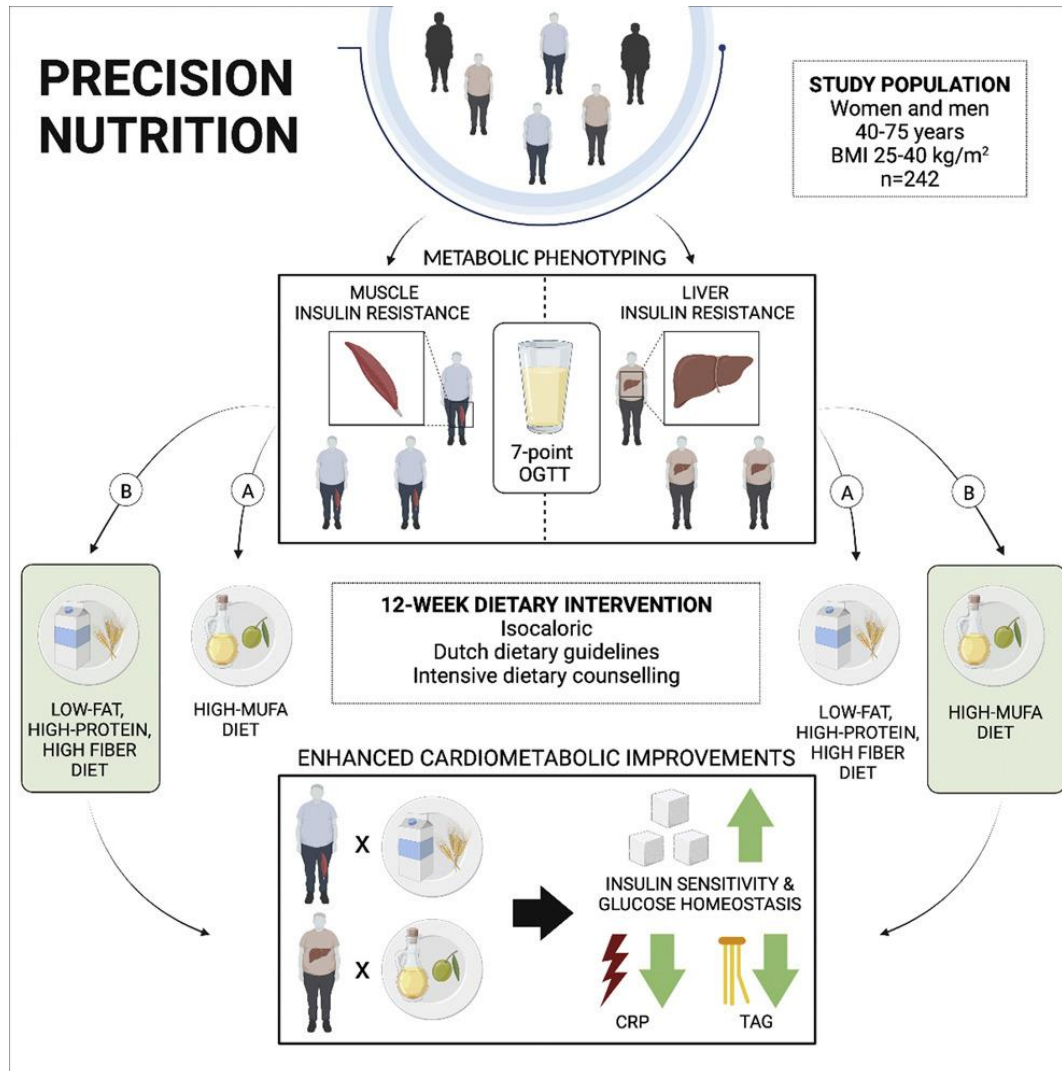 PRECISION
NUTRITION
STUDY POPULATION
Women and men
40-75 years
BMI 25-40 kg/m²
n=242
METABOLIC PHENOTYPING
MUSCLE
INSULIN RESISTANCE
LIVER
INSULIN RESISTANCE
7-point
OGTT
B
A
A
B
LOW-FAT,
HIGH-PROTEIN,
HIGH FIBER
DIET
HIGH-MUFA
DIET
12-WEEK DIETARY INTERVENTION
Isocaloric
Dutch dietary guidelines
Intensive dietary counselling
LOW-FAT,
HIGH-PROTEIN,
HIGH FIBER
DIET
HIGH-MUFA
DIET
ENHANCED CARDIOMETABOLIC IMPROVEMENTS
X
X
INSULIN SENSITIVITY &
GLUCOSE HOMEOSTASIS
CRP
TAG